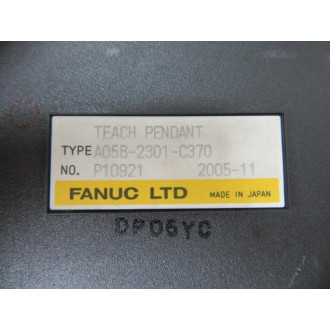 TEACH PENDANT
TYPE A05B-2301-C370
NO. P10921 2005-11
FANUC LTD MADE IN JAPAN
DP06YC